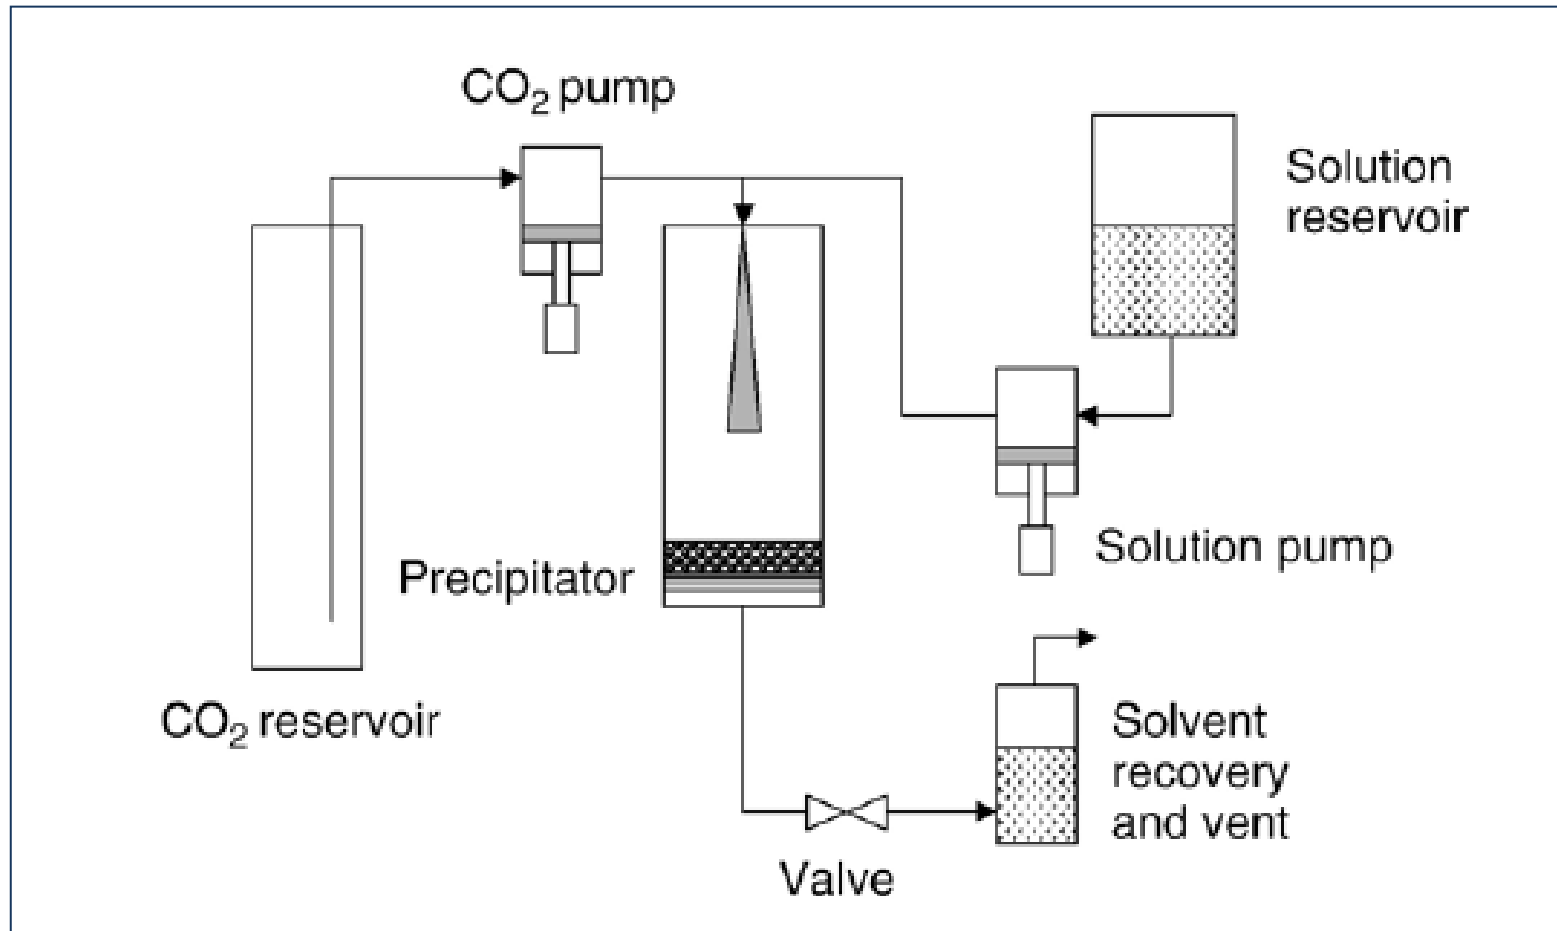 CO₂ pump
Solution
reservoir
Solution pump
Precipitator
CO₂ reservoir
Solvent
recovery
and vent
Valve